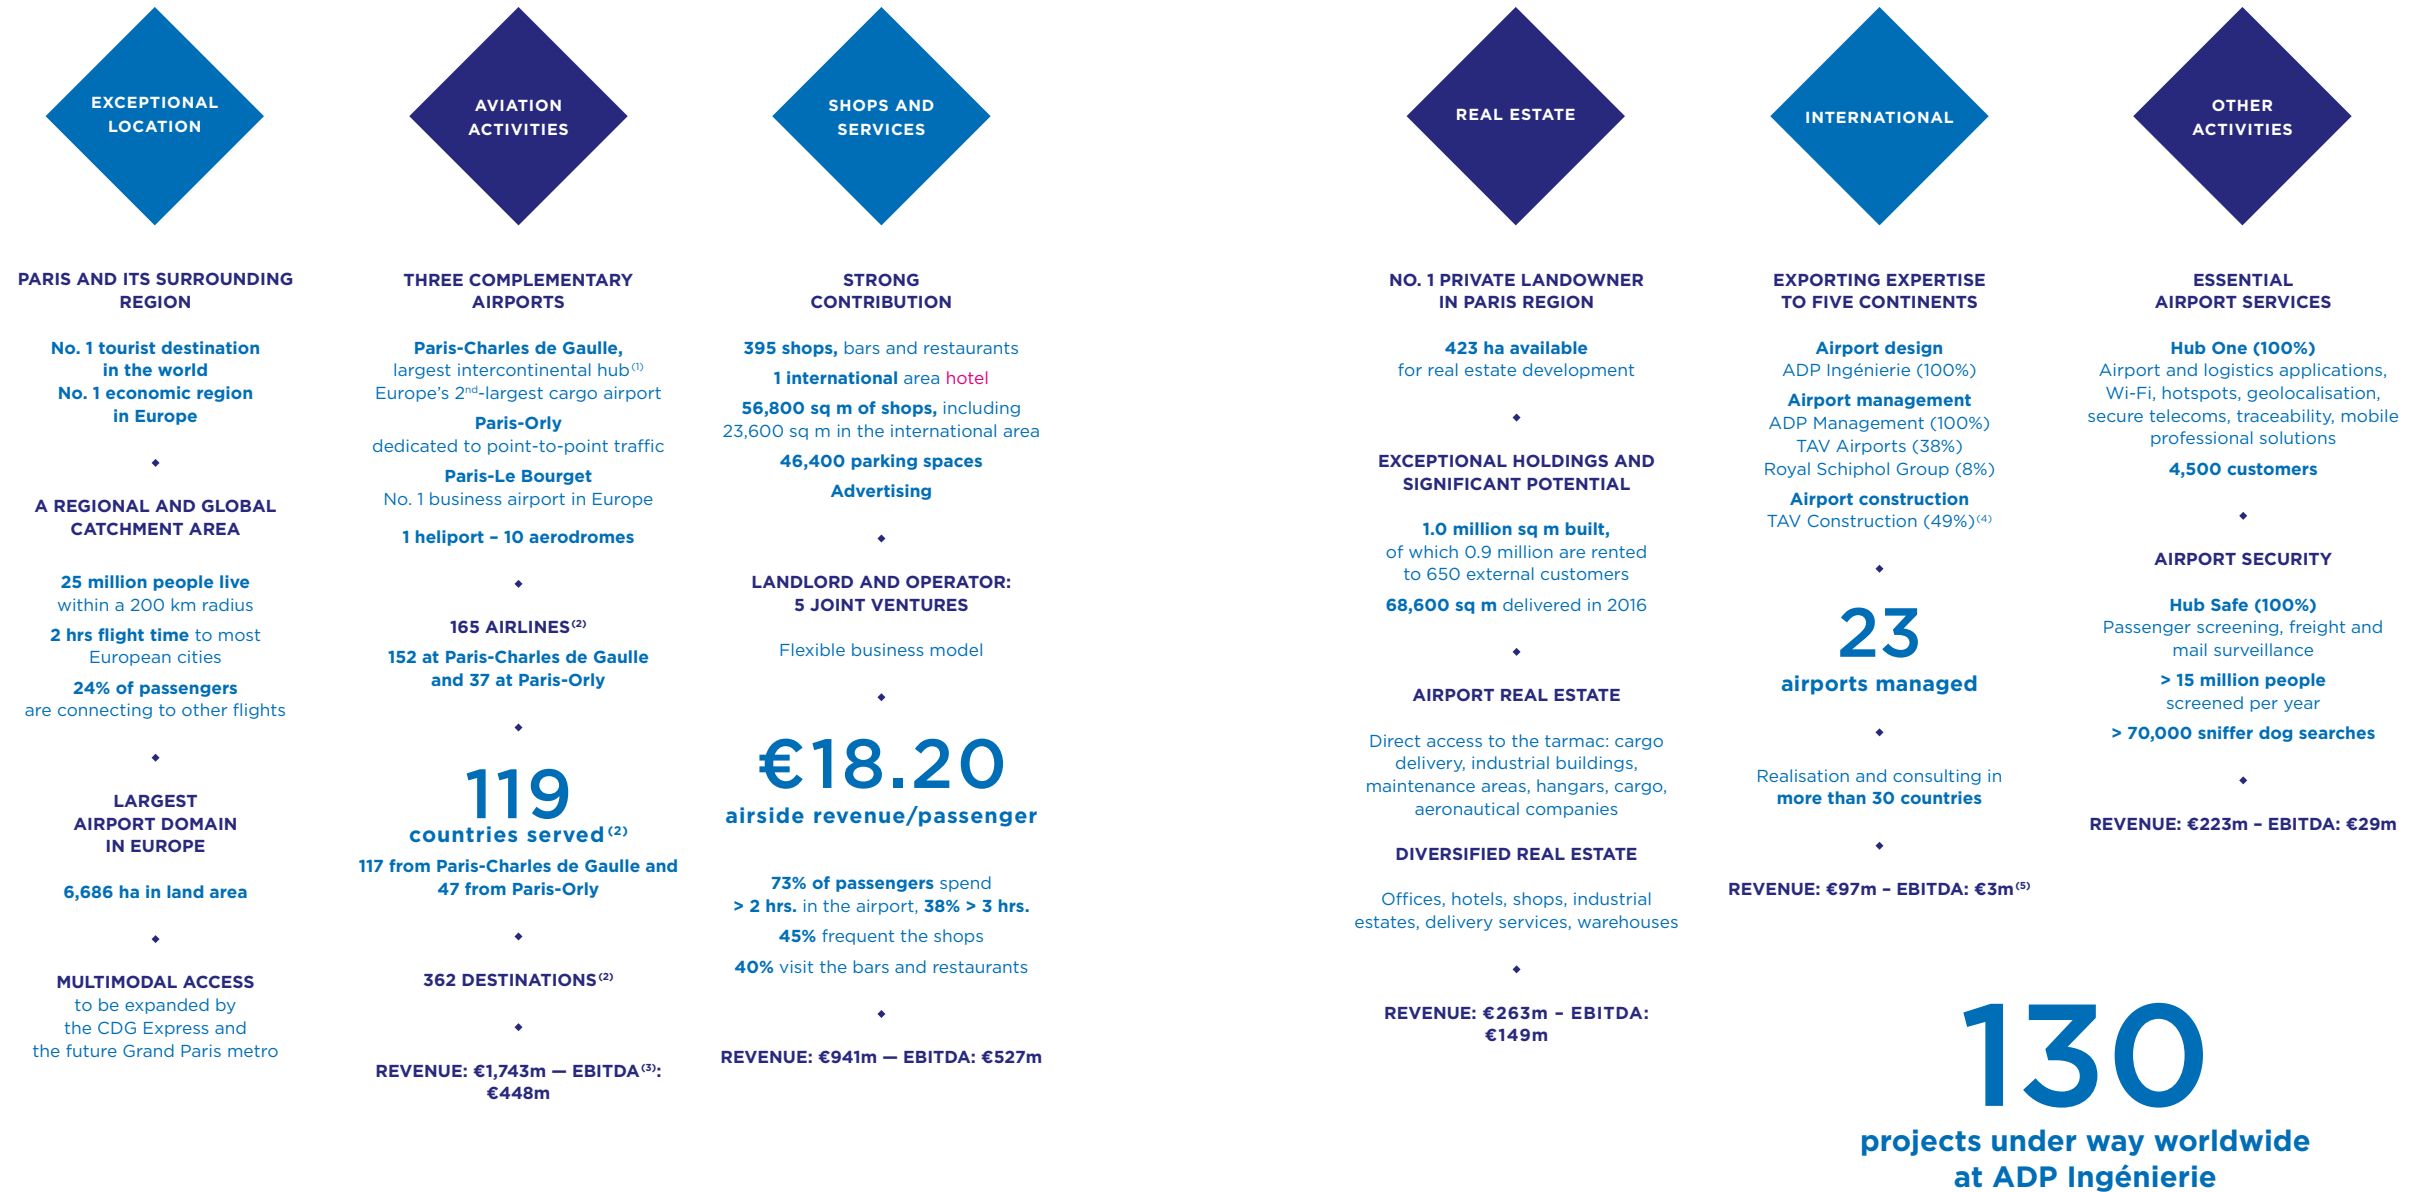 EXCEPTIONAL
LOCATION
PARIS AND ITS SURROUNDING
REGION
No. 1 tourist destination
in the world
No. 1 economic region
in Europe
A REGIONAL AND GLOBAL
CATCHMENT AREA
25 million people live
within a 200 km radius
2 hrs flight time to most
European cities
24% of passengers
are connecting to other flights
LARGEST
AIRPORT DOMAIN
IN EUROPE
6,686 ha in land area
MULTIMODAL ACCESS
to be expanded by
the CDG Express and
the future Grand Paris metro
AVIATION
ACTIVITIES
THREE COMPLEMENTARY
AIRPORTS
Paris-Charles de Gaulle,
largest intercontinental hub(1)
Europe's 2nd-largest cargo airport
Paris-Orly
dedicated to point-to-point traffic
Paris-Le Bourget
No. 1 business airport in Europe
1 heliport – 10 aerodromes
165 AIRLINES(2)
152 at Paris-Charles de Gaulle
and 37 at Paris-Orly
119
countries served(2)
117 from Paris-Charles de Gaulle and
47 from Paris-Orly
362 DESTINATIONS(2)
REVENUE: €1,743m — EBITDA(3):
€448m
SHOPS AND
SERVICES
STRONG
CONTRIBUTION
395 shops, bars and restaurants
1 international area hotel
56,800 sq m of shops, including
23,600 sq m in the international area
46,400 parking spaces
Advertising
LANDLORD AND OPERATOR:
5 JOINT VENTURES
Flexible business model
€18.20
airside revenue/passenger
73% of passengers spend
> 2 hrs. in the airport, 38% > 3 hrs.
45% frequent the shops
40% visit the bars and restaurants
REVENUE: €941m — EBITDA: €527m
REAL ESTATE
NO. 1 PRIVATE LANDOWNER
IN PARIS REGION
423 ha available
for real estate development
EXCEPTIONAL HOLDINGS AND
SIGNIFICANT POTENTIAL
1.0 million sq m built,
of which 0.9 million are rented
to 650 external customers
68,600 sq m delivered in 2016
AIRPORT REAL ESTATE
Direct access to the tarmac: cargo
delivery, industrial buildings,
maintenance areas, hangars, cargo,
aeronautical companies
DIVERSIFIED REAL ESTATE
Offices, hotels, shops, industrial
estates, delivery services, warehouses
REVENUE: €263m – EBITDA:
€149m
INTERNATIONAL
EXPORTING EXPERTISE
TO FIVE CONTINENTS
Airport design
ADP Ingénierie (100%)
Airport management
ADP Management (100%)
TAV Airports (38%)
Royal Schiphol Group (8%)
Airport construction
TAV Construction (49%)(4)
23
airports managed
Realisation and consulting in
more than 30 countries
REVENUE: €97m – EBITDA: €3m(5)
OTHER
ACTIVITIES
ESSENTIAL
AIRPORT SERVICES
Hub One (100%)
Airport and logistics applications,
Wi-Fi, hotspots, geolocalisation,
secure telecoms, traceability, mobile
professional solutions
4,500 customers
AIRPORT SECURITY
Hub Safe (100%)
Passenger screening, freight and
mail surveillance
> 15 million people
screened per year
> 70,000 sniffer dog searches
REVENUE: €223m – EBITDA: €29m
130
projects under way worldwide
at ADP Ingénierie